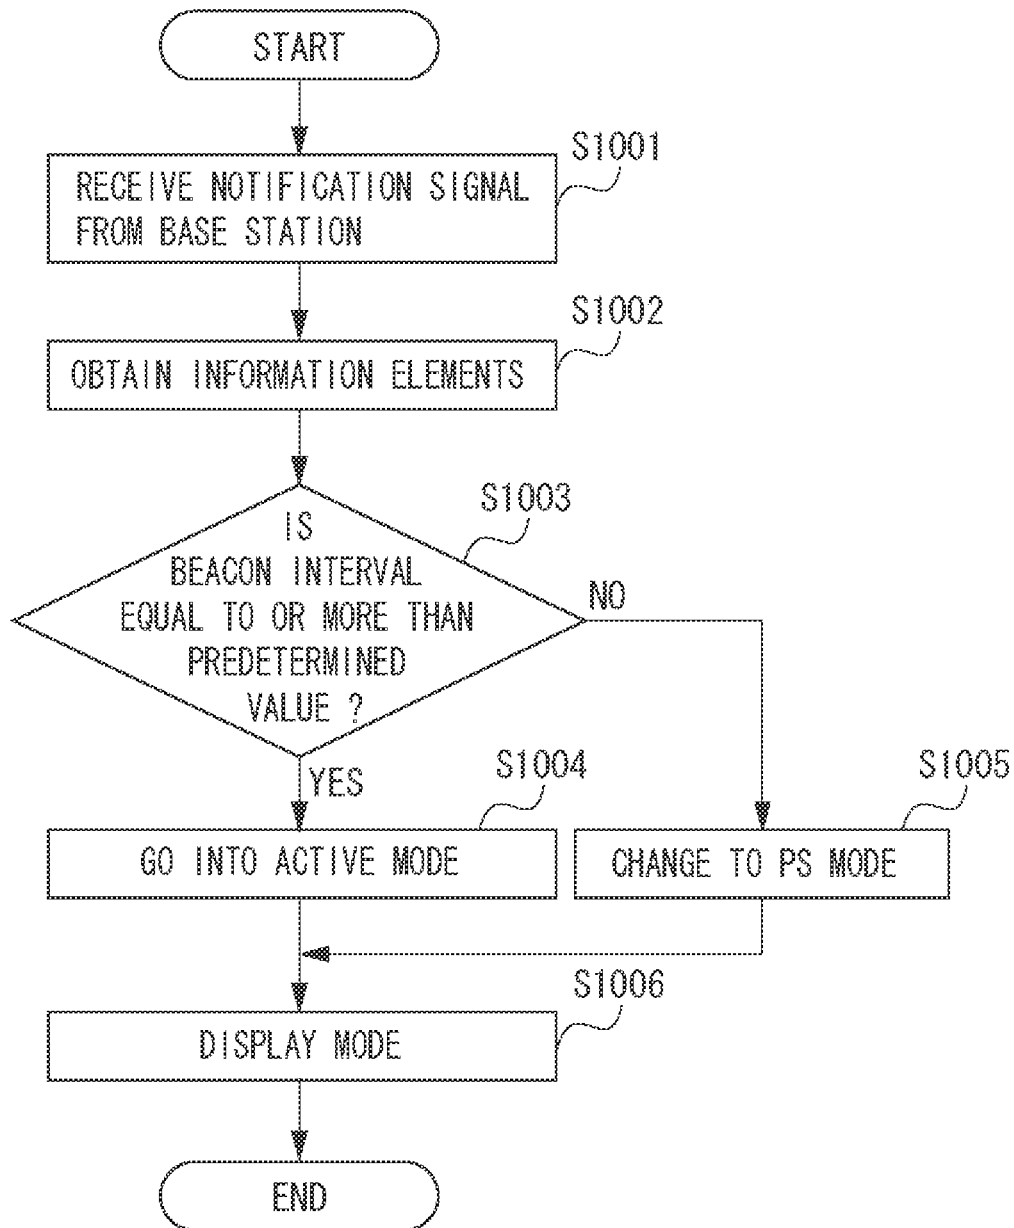 START
S1001
RECEIVE NOTIFICATION SIGNAL
FROM BASE STATION
S1002
OBTAIN INFORMATION ELEMENTS
S1003
IS
BEACON INTERVAL
EQUAL TO OR MORE THAN
PREDETERMINED
VALUE ?
NO
YES
S1004
GO INTO ACTIVE MODE
S1005
CHANGE TO PS MODE
S1006
DISPLAY MODE
END